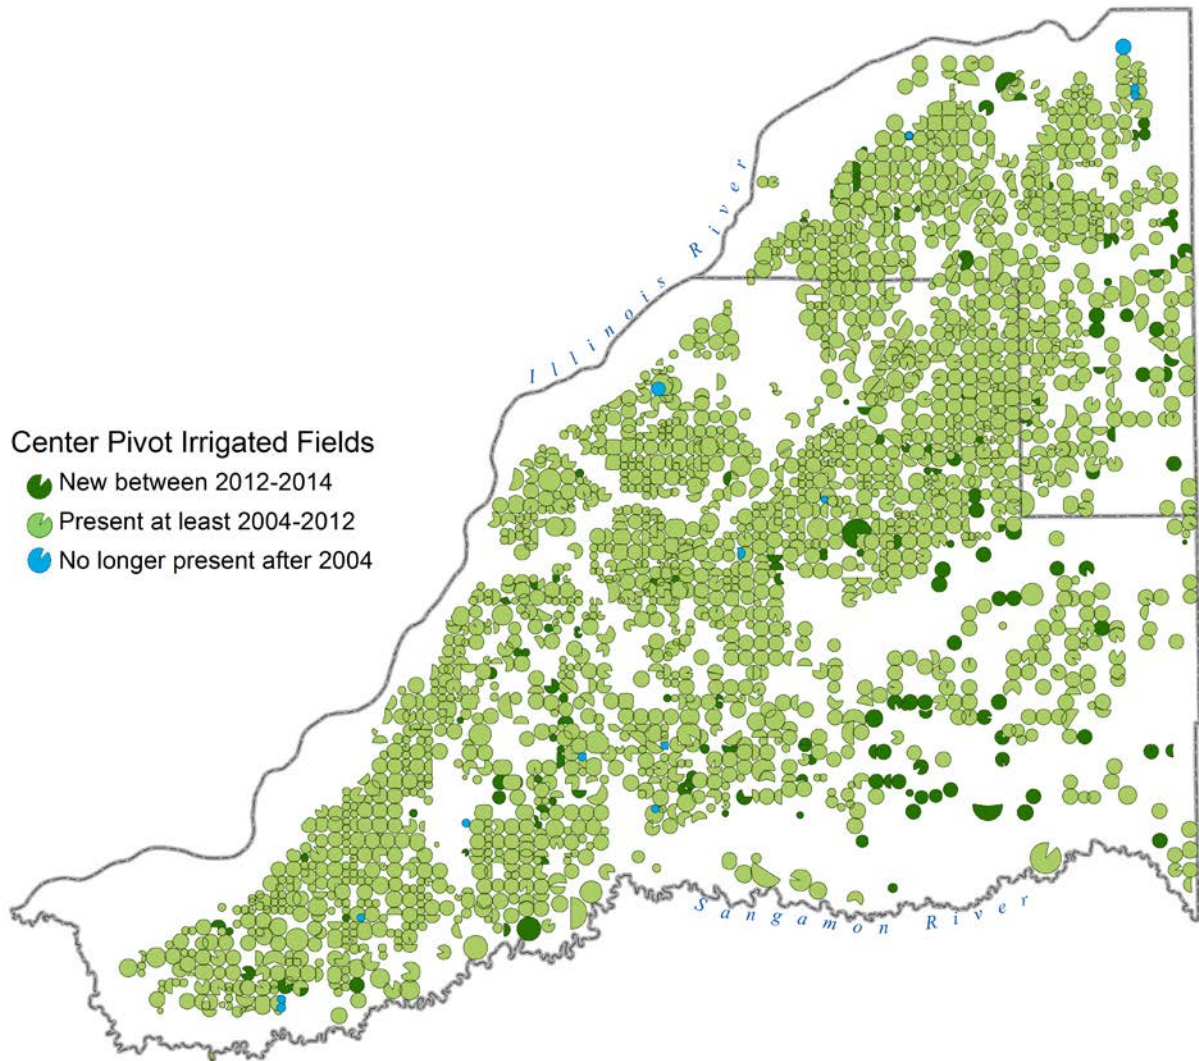 Illinois River
Center Pivot Irrigated Fields
New between 2012-2014
Present at least 2004-2012
No longer present after 2004
Sangamon River